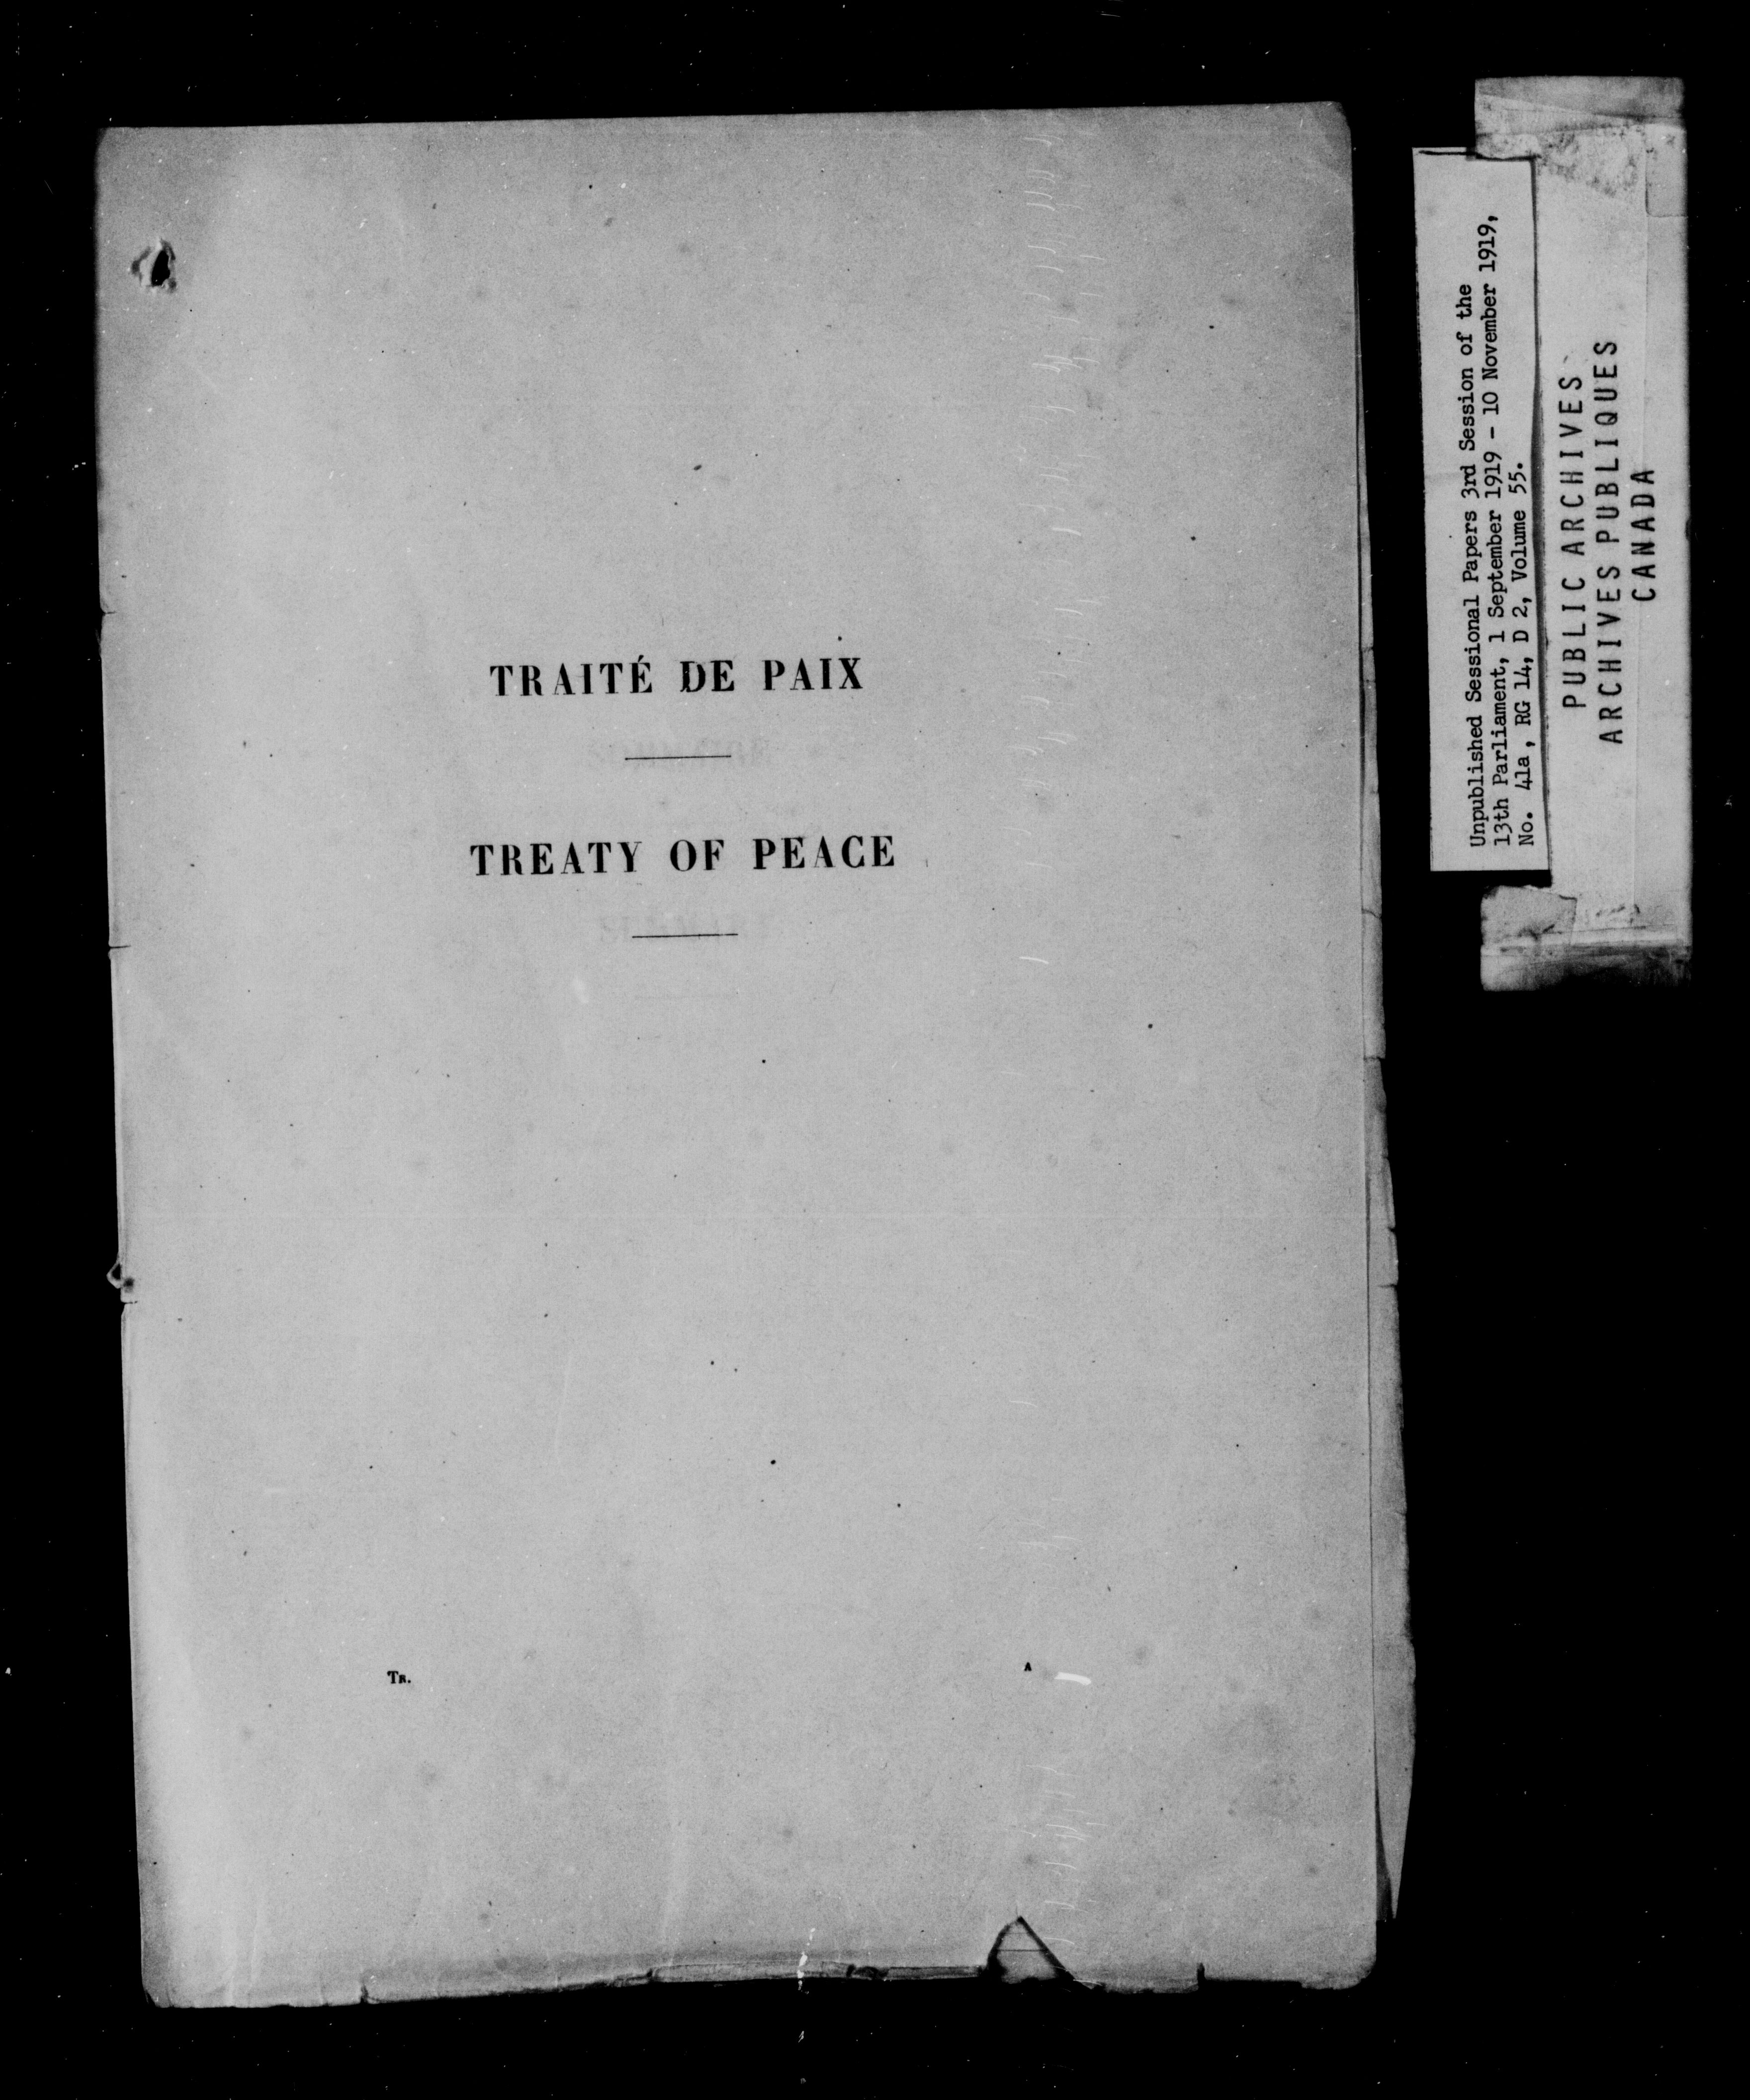 TRAITÉ DE PAIX
TREATY OF PEACE
Tr.
A
Unpublished Sessional Papers 3rd Session of the
13th Parliament, 1 September 1919 - 10 November 1919,
No. 41a, RG 14, D 2, Volume 55.
PUBLIC ARCHIVES
ARCHIVES PUBLIQUES
CANADA